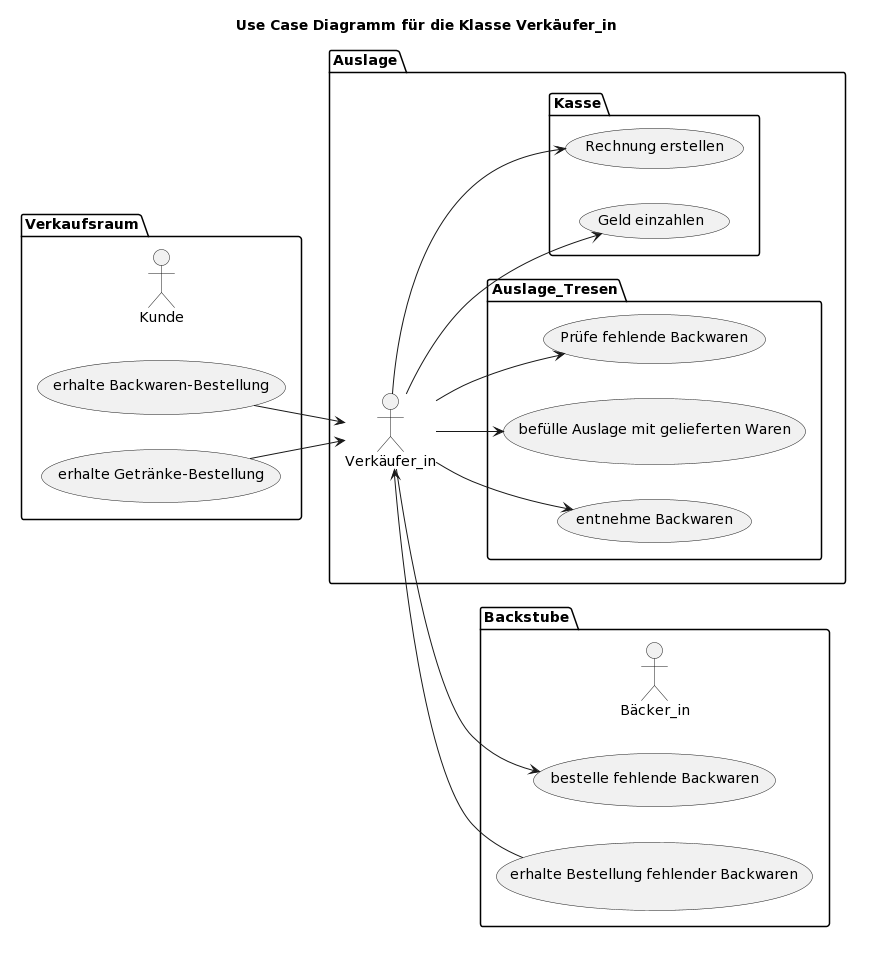 Use Case Diagramm für die Klasse Verkäufer_in
Auslage
Kasse
Rechnung erstellen
Geld einzahlen
Verkaufsraum
Kunde
erhalte Backwaren-Bestellung
erhalte Getränke-Bestellung
Auslage_Tresen
Prüfe fehlende Backwaren
befülle Auslage mit gelieferten Waren
entnehme Backwaren
Verkäufer_in
Backstube
Bäcker_in
bestelle fehlende Backwaren
erhalte Bestellung fehlender Backwaren